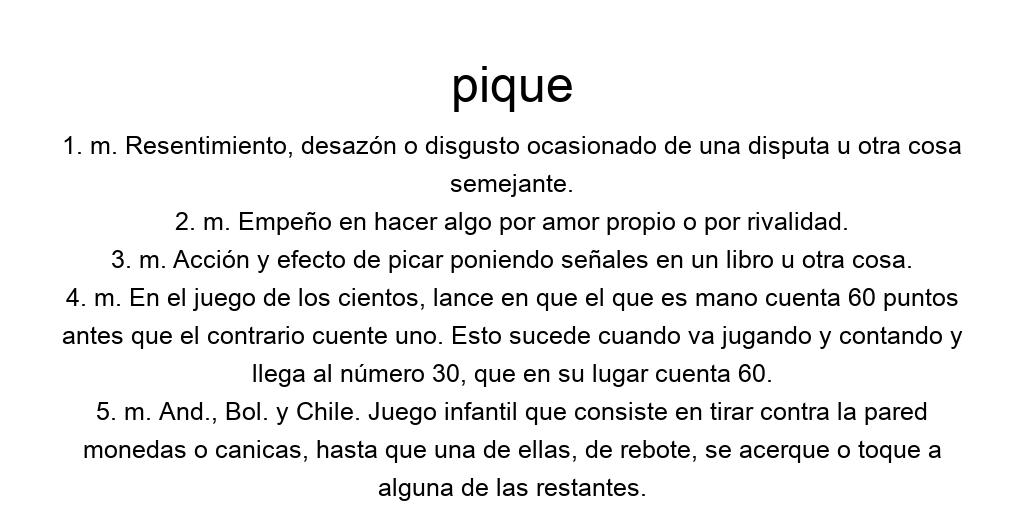 pique
1. m. Resentimiento, desazón o disgusto ocasionado de una disputa u otra cosa
semejante.
2. m. Empeño en hacer algo por amor propio o por rivalidad.
3. m. Acción y efecto de picar poniendo señales en un libro u otra cosa.
4. m. En el juego de los cientos, lance en que el que es mano cuenta 60 puntos
antes que el contrario cuente uno. Esto sucede cuando va jugando y contando y
llega al número 30, que en su lugar cuenta 60.
5. m. And., Bol. y Chile. Juego infantil que consiste en tirar contra la pared
monedas o canicas, hasta que una de ellas, de rebote, se acerque o toque a
alguna de las restantes.